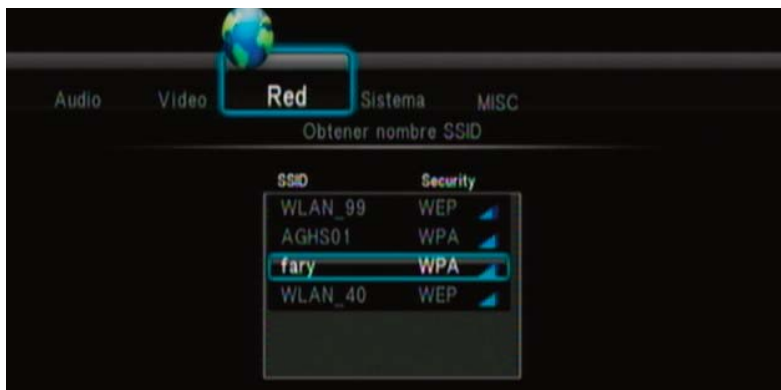 Audio Video Red Sistema MISC
Obtener nombre SSID
SSID Security
WLAN_99 WEP
AGHS01 WPA
fary WPA
WLAN_40 WEP